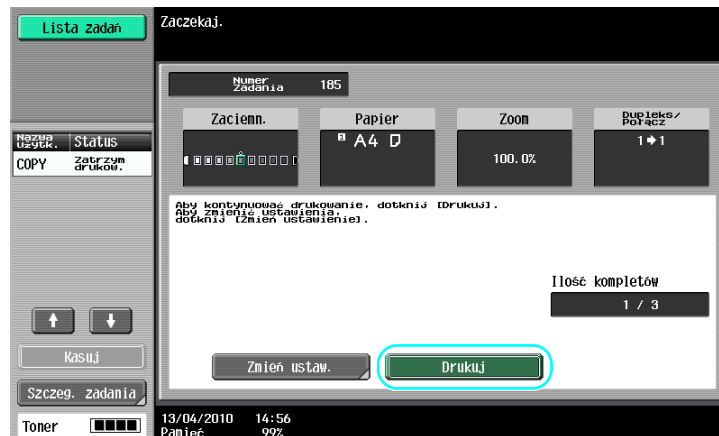 Lista zadań
Zaczekaj.
Numer
Zadania
185
Zaciemn.
Papier
Zoom
Dupleks/
Połącz
1 A4
100.0%
1➔1
Nazwa
użytk.
Status
COPY
Zatrzym
drukow.
Aby kontynuować drukowanie, dotknij [Drukuj].
Aby zmienić ustawienia,
dotknij [Zmień ustawienie].
Ilość kompletów
1 / 3
Kasuj
Zmień ustaw.
Drukuj
Szczeg. zadania
Toner
13/04/2010 14:56
Pamięć 99%